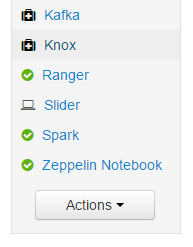 Kafka
Knox
Ranger
Slider
Spark
Zeppelin Notebook
Actions